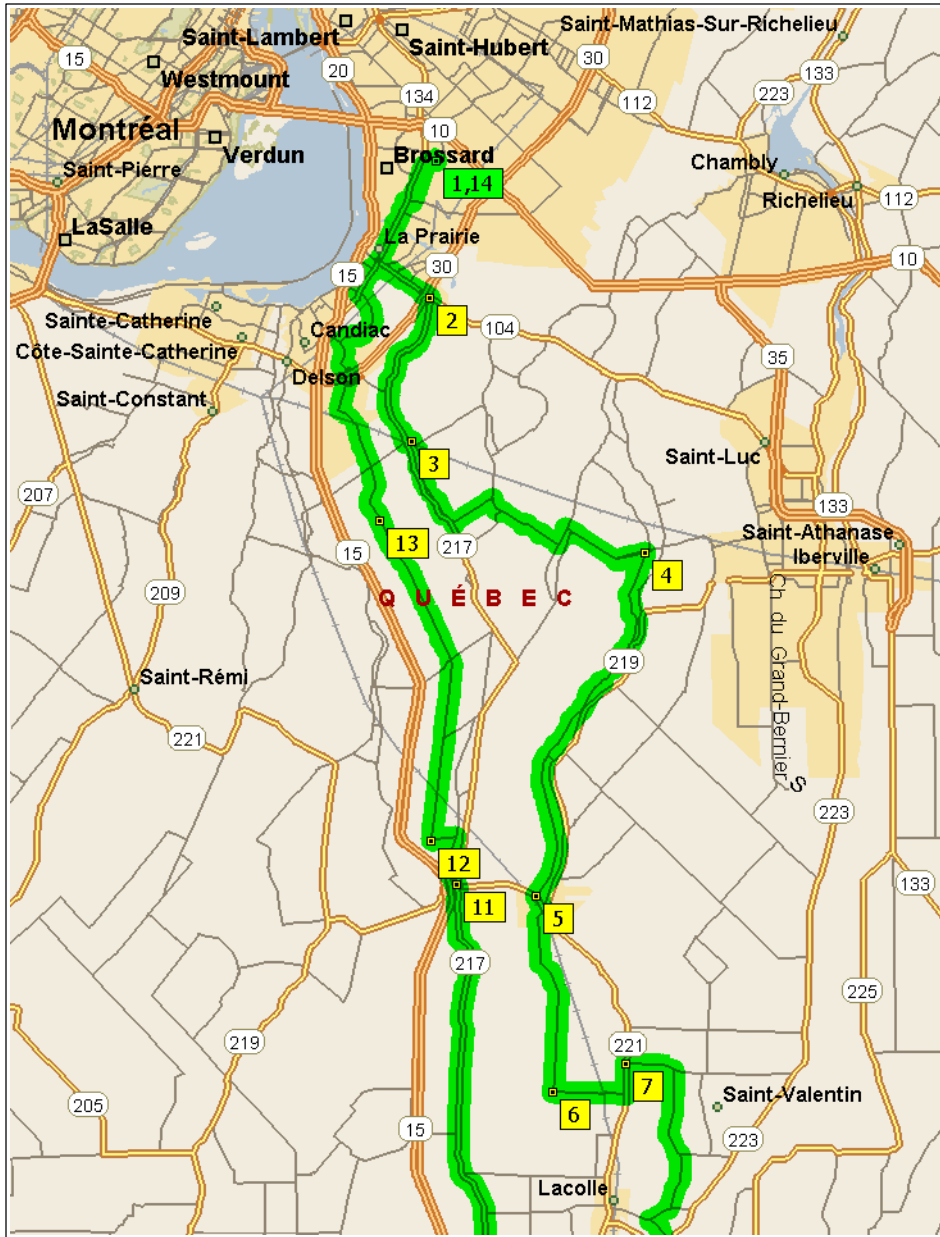 Saint-Mathias-Sur-Richelieu
Saint-Lambert
Saint-Hubert
15
20
30
Westmount
133
134
223
112
Montréal
10
Verdun
Brossard
Chambly
Saint-Pierre
1,14
Richelieu
112
LaSalle
La Prairie
10
15
30
Sainte-Catherine
2
104
Candiac
Côte-Sainte-Catherine
35
Delson
Saint-Constant
3
Saint-Luc
207
133
13
217
Saint-Athanase
15
4
Iberville
209
QUÉBEC
Ch du Grand-Bernier S
219
Saint-Rémi
221
223
12
133
11
5
217
225
219
221
7
Saint-Valentin
205
6
15
223
Lacolle